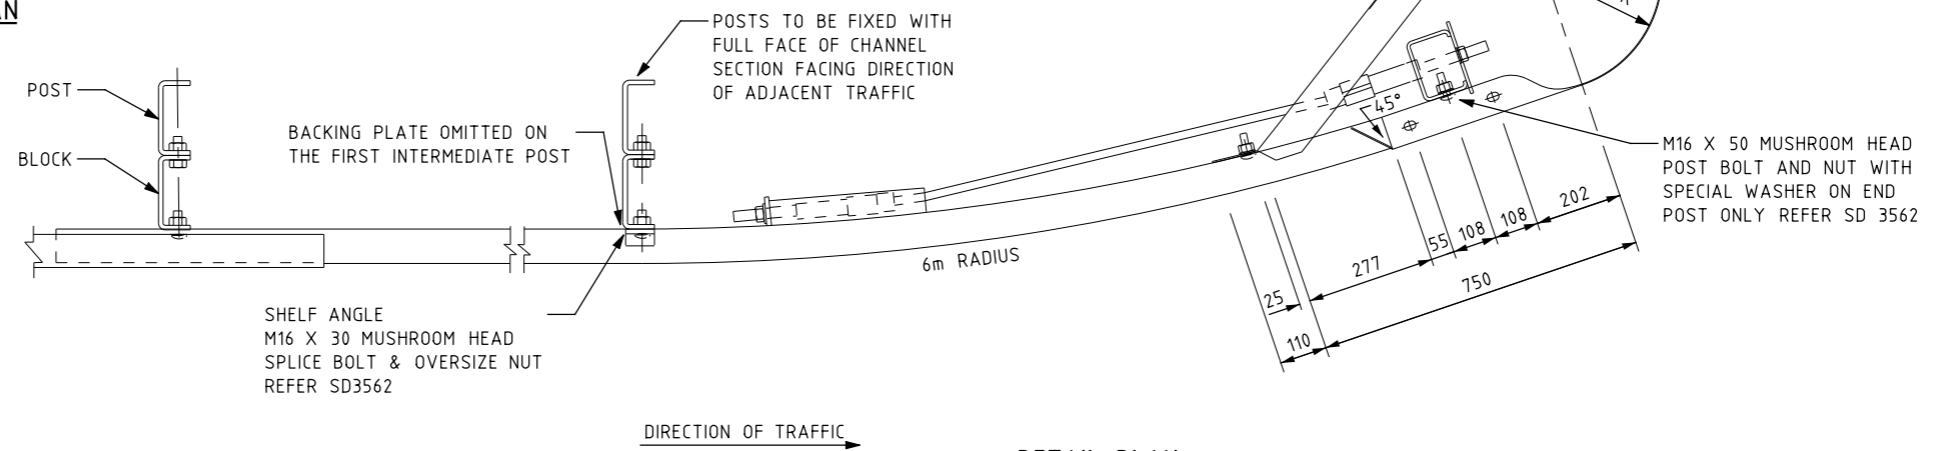 POSTS TO BE FIXED WITH
FULL FACE OF CHANNEL
SECTION FACING DIRECTION
OF ADJACENT TRAFFIC
POST
BLOCK
BACKING PLATE OMITTED ON
THE FIRST INTERMEDIATE POST
45°
M16 X 50 MUSHROOM HEAD
POST BOLT AND NUT WITH
SPECIAL WASHER ON END
POST ONLY REFER SD 3562
6m RADIUS
202
108
108
55
277
750
25
110
SHELF ANGLE
M16 X 30 MUSHROOM HEAD
SPLICE BOLT & OVERSIZE NUT
REFER SD3562
DIRECTION OF TRAFFIC